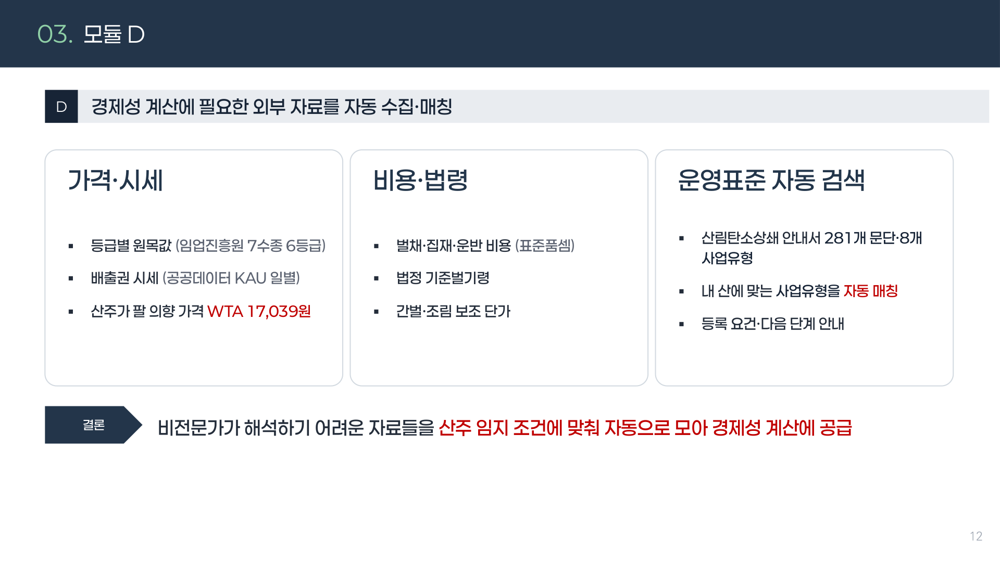 03. 모듈 D
D
경제성 계산에 필요한 외부 자료를 자동 수집·매칭
가격·시세
▪ 등급별 원목값 (임업진흥원 7수종 6등급)
▪ 배출권 시세 (공공데이터 KAU 일별)
▪ 산주가 팔 의향 가격 WTA 17,039원
비용·법령
▪ 벌채·집재·운반 비용 (표준품셈)
▪ 법정 기준벌기령
▪ 간벌·조림 보조 단가
운영표준 자동 검색
▪ 산림탄소상쇄 안내서 281개 문단·8개
사업유형
▪ 내 산에 맞는 사업유형을 자동 매칭
▪ 등록 요건·다음 단계 안내
결론
비전문가가 해석하기 어려운 자료들을 산주 임지 조건에 맞춰 자동으로 모아 경제성 계산에 공급
12